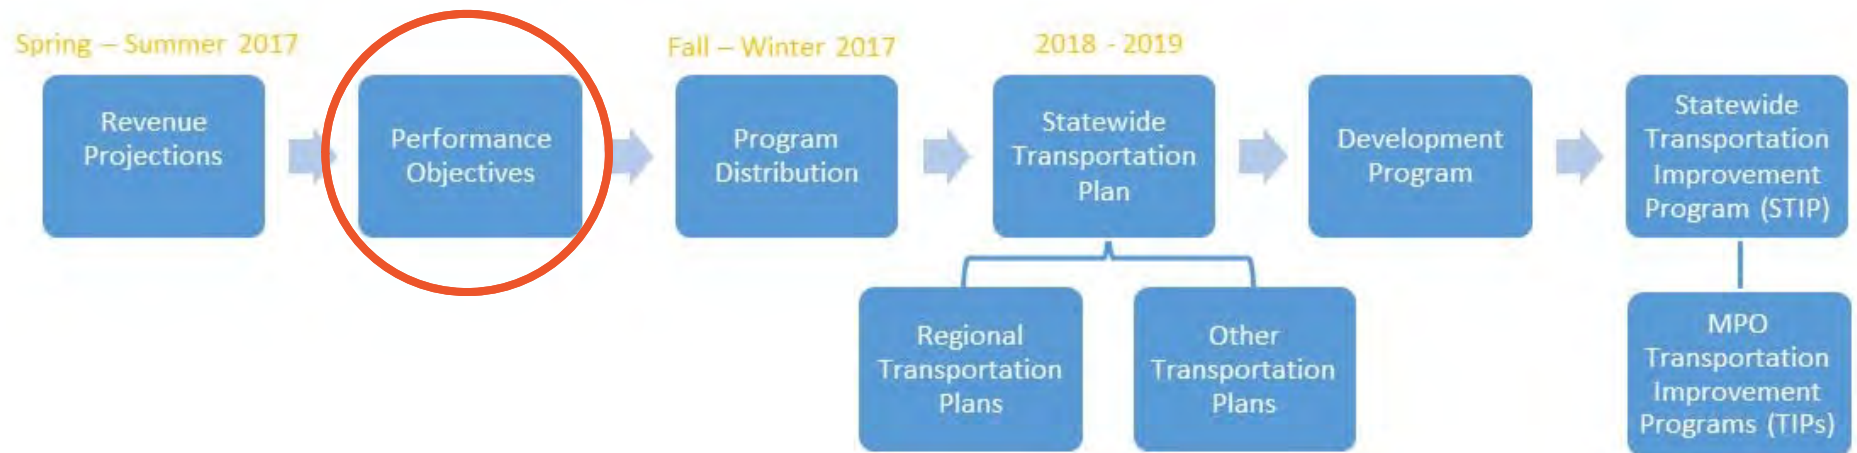 Spring – Summer 2017
Fall – Winter 2017
2018 - 2019
Revenue
Projections
Performance
Objectives
Program
Distribution
Statewide
Transportation
Plan
Development
Program
Statewide
Transportation
Improvement
Program (STIP)
Regional
Transportation
Plans
Other
Transportation
Plans
MPO
Transportation
Improvement
Programs (TIPs)